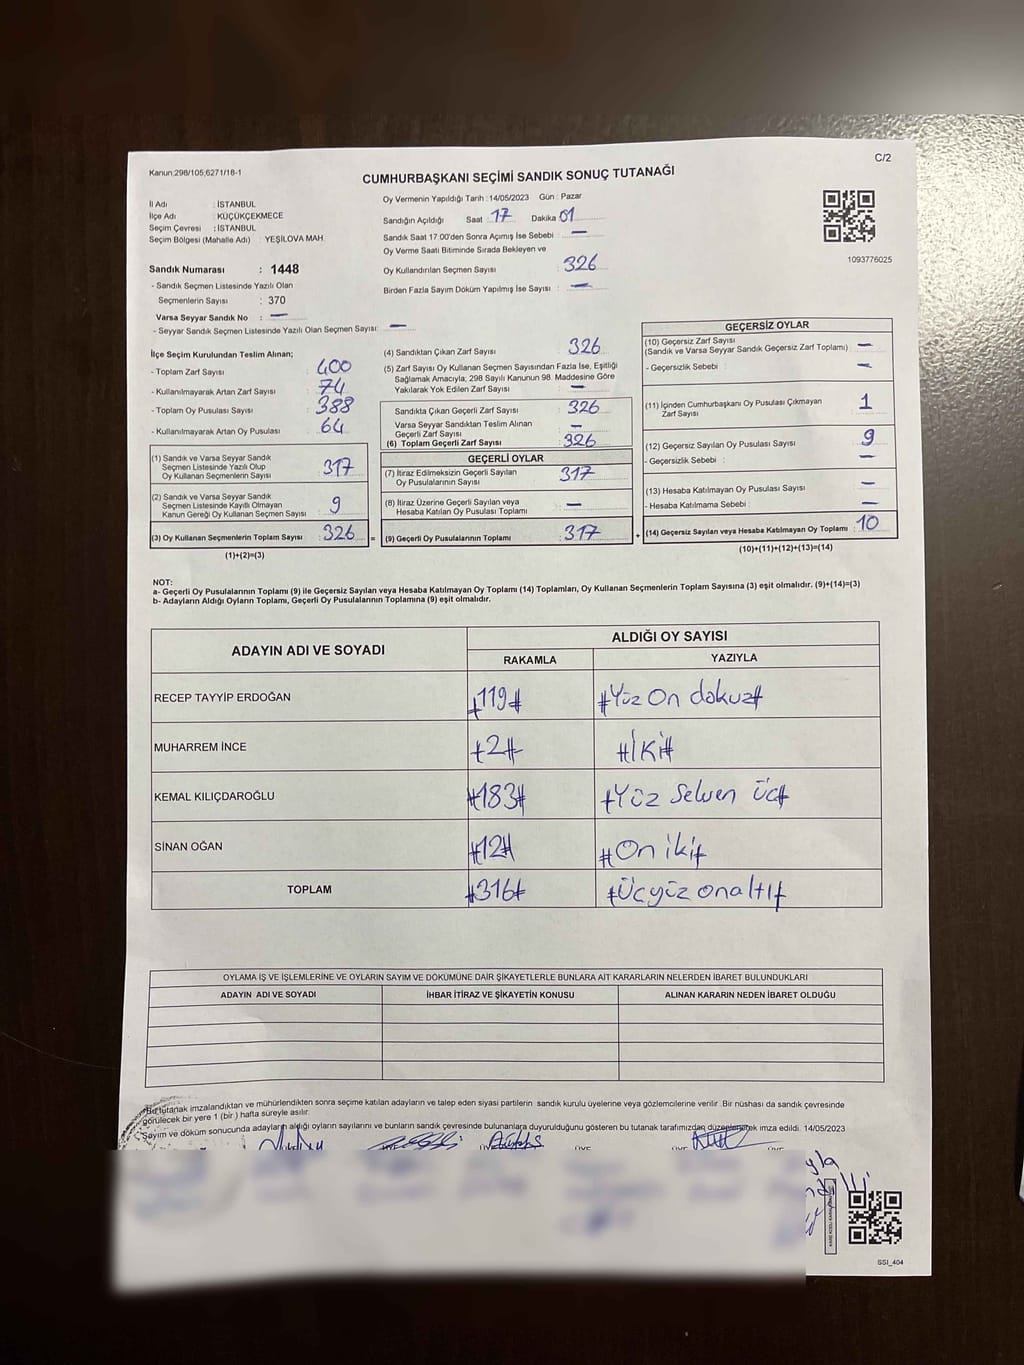 Kanun;298/105,6271/18-1
C/2
CUMHURBAŞKANI SEÇİMİ SANDIK SONUÇ TUTANAĞI
İl Adı : İSTANBUL
İlçe Adı : KÜÇÜKÇEKMECE
Seçim Çevresi : İSTANBUL
Seçim Bölgesi (Mahalle Adı) : YEŞİLOVA MAH.
Sandık Numarası : 1448
- Sandık Seçmen Listesinde Yazılı Olan
Seçmenlerin Sayısı : 370
Varsa Seyyar Sandık No : —
- Seyyar Sandık Seçmen Listesinde Yazılı Olan Seçmen Sayısı: —
Oy Vermenin Yapıldığı Tarih :14/05/2023 Gün : Pazar
Sandığın Açıldığı Saat 17 Dakika 01
Sandık Saat 17:00'den Sonra Açımış İse Sebebi : —
Oy Verme Saati Bitiminde Sırada Bekleyen ve
Oy Kullandırılan Seçmen Sayısı : 326
Birden Fazla Sayım Döküm Yapılmış İse Sayısı : —
1093776025
İlçe Seçim Kurulundan Teslim Alınan;
- Toplam Zarf Sayısı : 400
- Kullanılmayarak Artan Zarf Sayısı : 74
- Toplam Oy Pusulası Sayısı : 388
- Kullanılmayarak Artan Oy Pusulası : 64
(1) Sandık ve Varsa Seyyar Sandık
Seçmen Listesinde Yazılı Olup
Oy Kullanan Seçmenlerin Sayısı : 317
(2) Sandık ve Varsa Seyyar Sandık
Seçmen Listesinde Kayıtlı Olmayan
Kanun Gereği Oy Kullanan Seçmen Sayısı : 9
(3) Oy Kullanan Seçmenlerin Toplam Sayısı : 326 =
(1)+(2)=(3)
(4) Sandıktan Çıkan Zarf Sayısı : 326
(5) Zarf Sayısı Oy Kullanan Seçmen Sayısından Fazla İse, Eşitliği
Sağlamak Amacıyla; 298 Sayılı Kanunun 98. Maddesine Göre
Yakılarak Yok Edilen Zarf Sayısı : —
Sandıkta Çıkan Geçerli Zarf Sayısı : 326
Varsa Seyyar Sandıktan Teslim Alınan
Geçerli Zarf Sayısı : —
(6) Toplam Geçerli Zarf Sayısı : 326
GEÇERLİ OYLAR
(7) İtiraz Edilmeksizin Geçerli Sayılan
Oy Pusulalarının Sayısı : 317
(8) İtiraz Üzerine Geçerli Sayılan veya
Hesaba Katılan Oy Pusulası Toplamı : —
(9) Geçerli Oy Pusulalarının Toplamı : 317 +
GEÇERSİZ OYLAR
(10) Geçersiz Zarf Sayısı
(Sandık ve Varsa Seyyar Sandık Geçersiz Zarf Toplamı) : —
- Geçersizlik Sebebi : —
(11) İçinden Cumhurbaşkanı Oy Pusulası Çıkmayan
Zarf Sayısı : 1
(12) Geçersiz Sayılan Oy Pusulası Sayısı : 9
- Geçersizlik Sebebi : —
(13) Hesaba Katılmayan Oy Pusulası Sayısı : —
- Hesaba Katılmama Sebebi : —
(14) Geçersiz Sayılan veya Hesaba Katılmayan Oy Toplamı : 10
(10)+(11)+(12)+(13)=(14)
NOT:
a- Geçerli Oy Pusulalarının Toplamı (9) ile Geçersiz Sayılan veya Hesaba Katılmayan Oy Toplamı (14) Toplamları, Oy Kullanan Seçmenlerin Toplam Sayısına (3) eşit olmalıdır. (9)+(14)=(3)
b- Adayların Aldığı Oyların Toplamı, Geçerli Oy Pusulalarının Toplamına (9) eşit olmalıdır.
ADAYIN ADI VE SOYADI
ALDIĞI OY SAYISI
RAKAMLA YAZIYLA
RECEP TAYYİP ERDOĞAN #119# #Yüz On dokuz#
MUHARREM İNCE #2# #İKİ#
KEMAL KILIÇDAROĞLU #183# #Yüz Seksen Üç#
SİNAN OĞAN #12# #On iki#
TOPLAM #316# #Üçyüz onaltı#
OYLAMA İŞ VE İŞLEMLERİNE VE OYLARIN SAYIM VE DÖKÜMÜNE DAİR ŞİKAYETLERLE BUNLARA AİT KARARLARIN NELERDEN İBARET BULUNDUKLARI
ADAYIN ADI VE SOYADI İHBAR İTİRAZ VE ŞİKAYETİN KONUSU ALINAN KARARIN NEDEN İBARET OLDUĞU
Bu tutanak imzalandıktan ve mühürlendikten sonra seçime katılan adayların ve talep eden siyasi partilerin sandık kurulu üyelerine veya gözlemcilerine verilir .Bir nüshası da sandık çevresinde
görülecek bir yere 1 (bir ) hafta süreyle asılır.
Sayım ve döküm sonucunda adayların aldığı oyların sayılarını ve bunların sandık çevresinde bulunanlara duyurulduğunu gösteren bu tutanak tarafımızdan düzenlenerek imza edildi. 14/05/2023
SSI_404